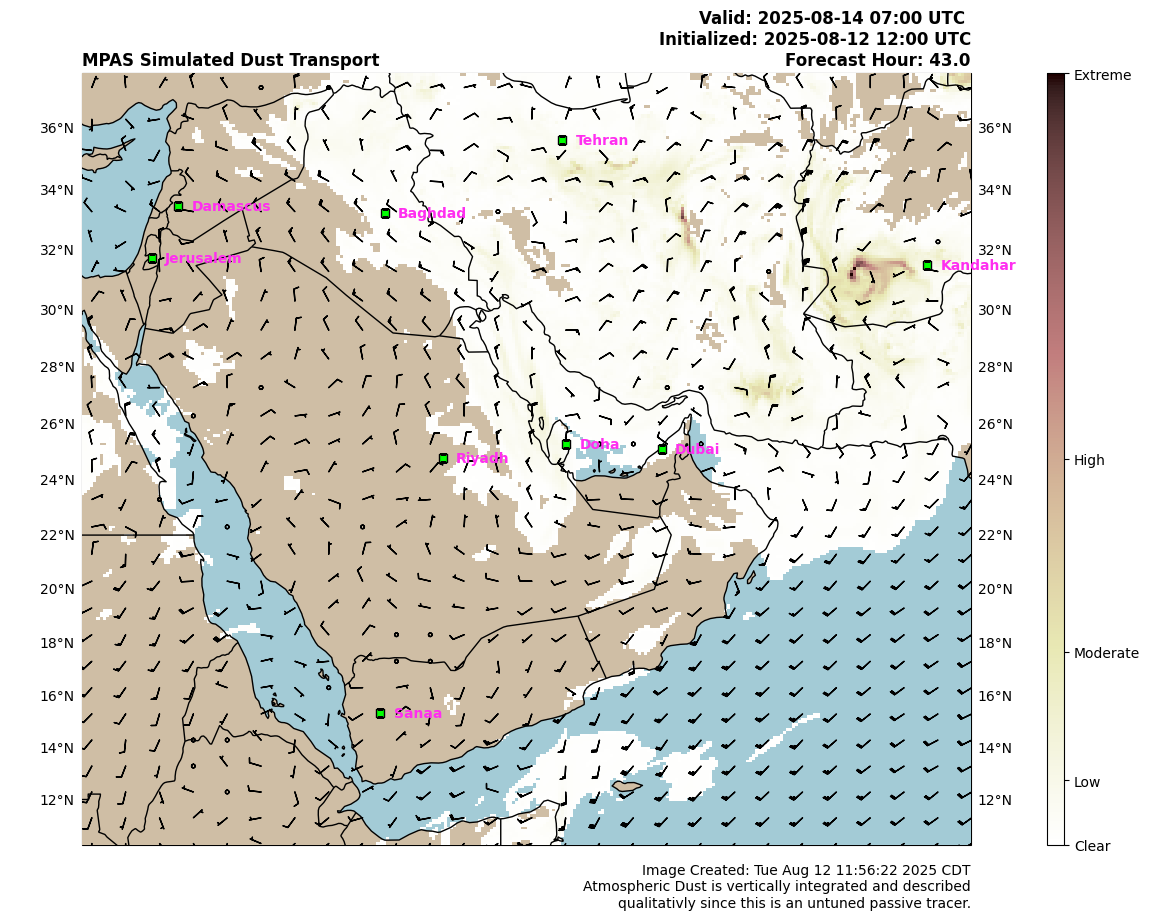 Valid: 2025-08-14 07:00 UTC
Initialized: 2025-08-12 12:00 UTC
MPAS Simulated Dust Transport
Forecast Hour: 43.0
Extreme
36°N
36°N
Tehran
34°N
34°N
Damascus
Baghdad
32°N
32°N
Jerusalem
Kandahar
30°N
30°N
28°N
28°N
26°N
26°N
Doha
Dubai
Riyadh
High
24°N
24°N
22°N
22°N
20°N
20°N
18°N
18°N
Moderate
16°N
16°N
Sanaa
14°N
14°N
Low
12°N
12°N
Clear
Image Created: Tue Aug 12 11:56:22 2025 CDT
Atmospheric Dust is vertically integrated and described
qualitativly since this is an untuned passive tracer.